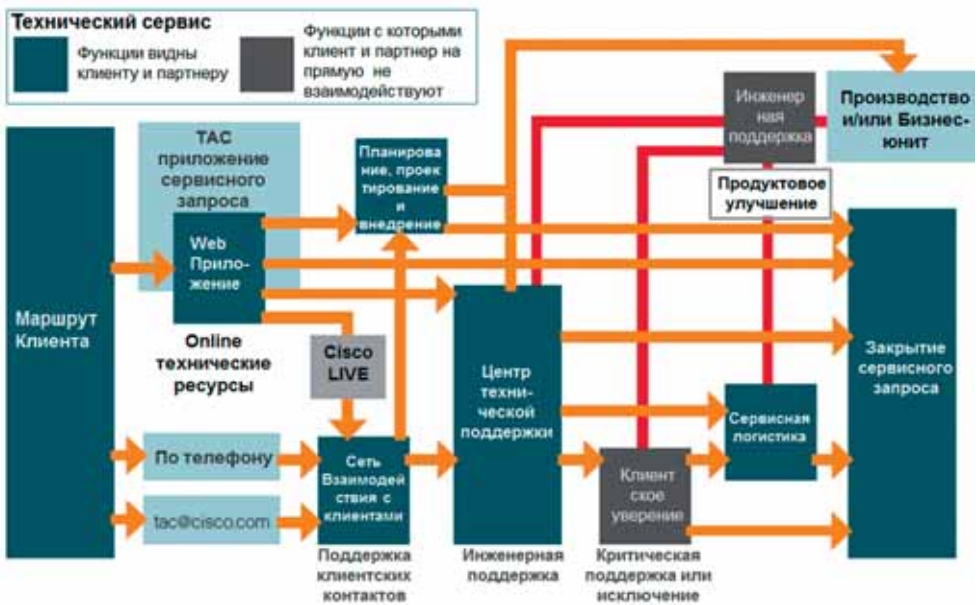 Технический сервис
Функции видны
клиенту и партнеру
Функции с которыми
клиент и партнер на
прямую не
взаимодействуют
TAC
приложение
сервисного
запроса
Планирова
ние, проек
тирование
и
внедрение
Инженер
ная
поддержка
Производство
и/или Бизнес-
юнит
Продуктовое
улучшение
Web
Прило-
жение
Маршрут
Клиента
Online
технические
ресурсы
Cisco
LIVE
Центр
техни-
ческой
поддержки
Закрытие
сервисного
запроса
Сервисная
логистика
По телефону
Сеть
Взаимодей
ствия с
клиентами
Клиент
ское
уверение
tac@cisco.com
Поддержка
клиентских
контактов
Инженерная
поддержка
Критическая
поддержка или
исключение